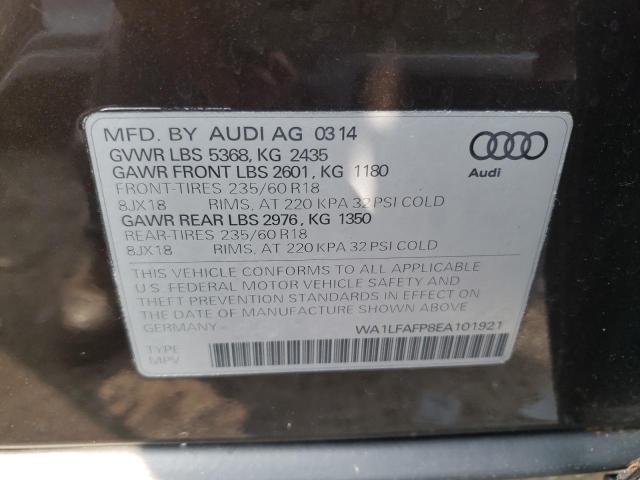 MFD. BY AUDI AG 0314
GVWR LBS 5368, KG 2435
GAWR FRONT LBS 2601, KG 1180
FRONT-TIRES 235/60 R18
8JX18 RIMS, AT 220 KPA 32 PSI COLD
GAWR REAR LBS 2976, KG 1350
REAR-TIRES 235/60 R18
8JX18 RIMS, AT 220 KPA 32 PSI COLD
Audi
THIS VEHICLE CONFORMS TO ALL APPLICABLE
U.S. FEDERAL MOTOR VEHICLE SAFETY AND
THEFT PREVENTION STANDARDS IN EFFECT ON
THE DATE OF MANUFACTURE SHOWN ABOVE
GERMANY. WA1LFAFP8EA101921
TYPE:
MPV